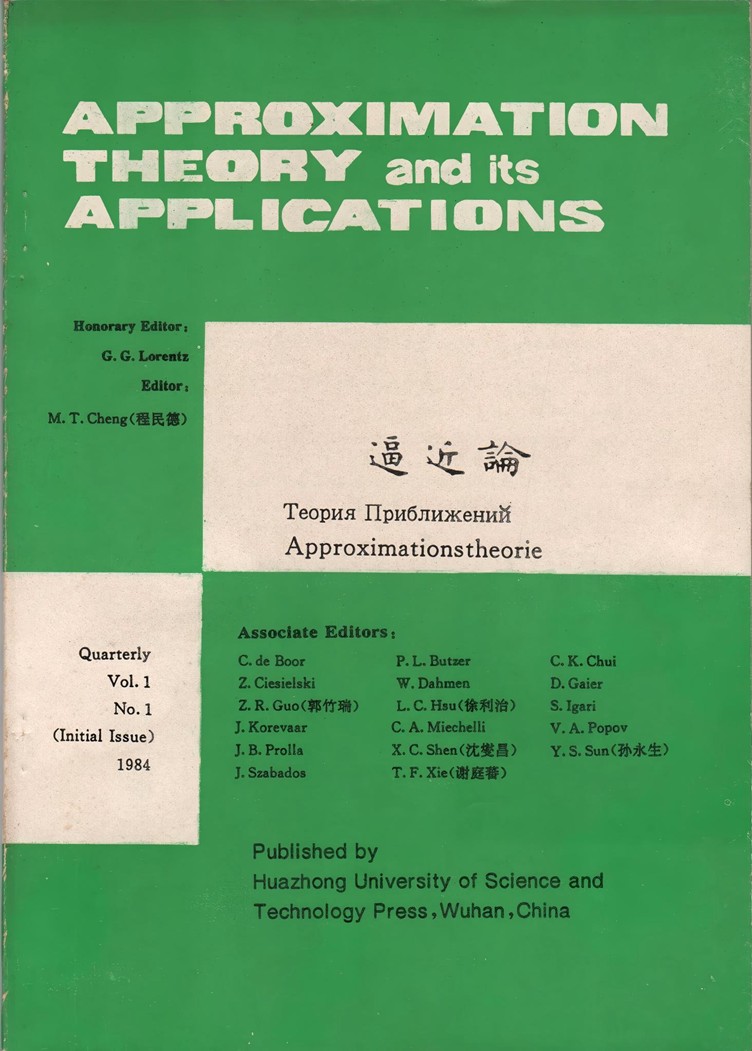 APPROXIMATION
THEORY and its
APPLICATIONS
Honorary Editor:
G. G. Lorentz
Editor:
M. T. Cheng(程民德)
逼近論
Теория Приближений
Approximationstheorie
Quarterly
Vol. 1
No. 1
(Initial Issue)
1984
Associate Editors:
C. de Boor P. L. Butzer C. K. Chui
Z. Ciesielski W. Dahmen D. Gaier
Z. R. Guo(郭竹瑞) L. C. Hsu(徐利治) S. Igari
J. Korevaar C. A. Miechelli V. A. Popov
J. B. Prolla X. C. Shen(沈燮昌) Y. S. Sun(孙永生)
J. Szabados T. F. Xie(谢庭藩)
Published by
Huazhong University of Science and
Technology Press, Wuhan, China